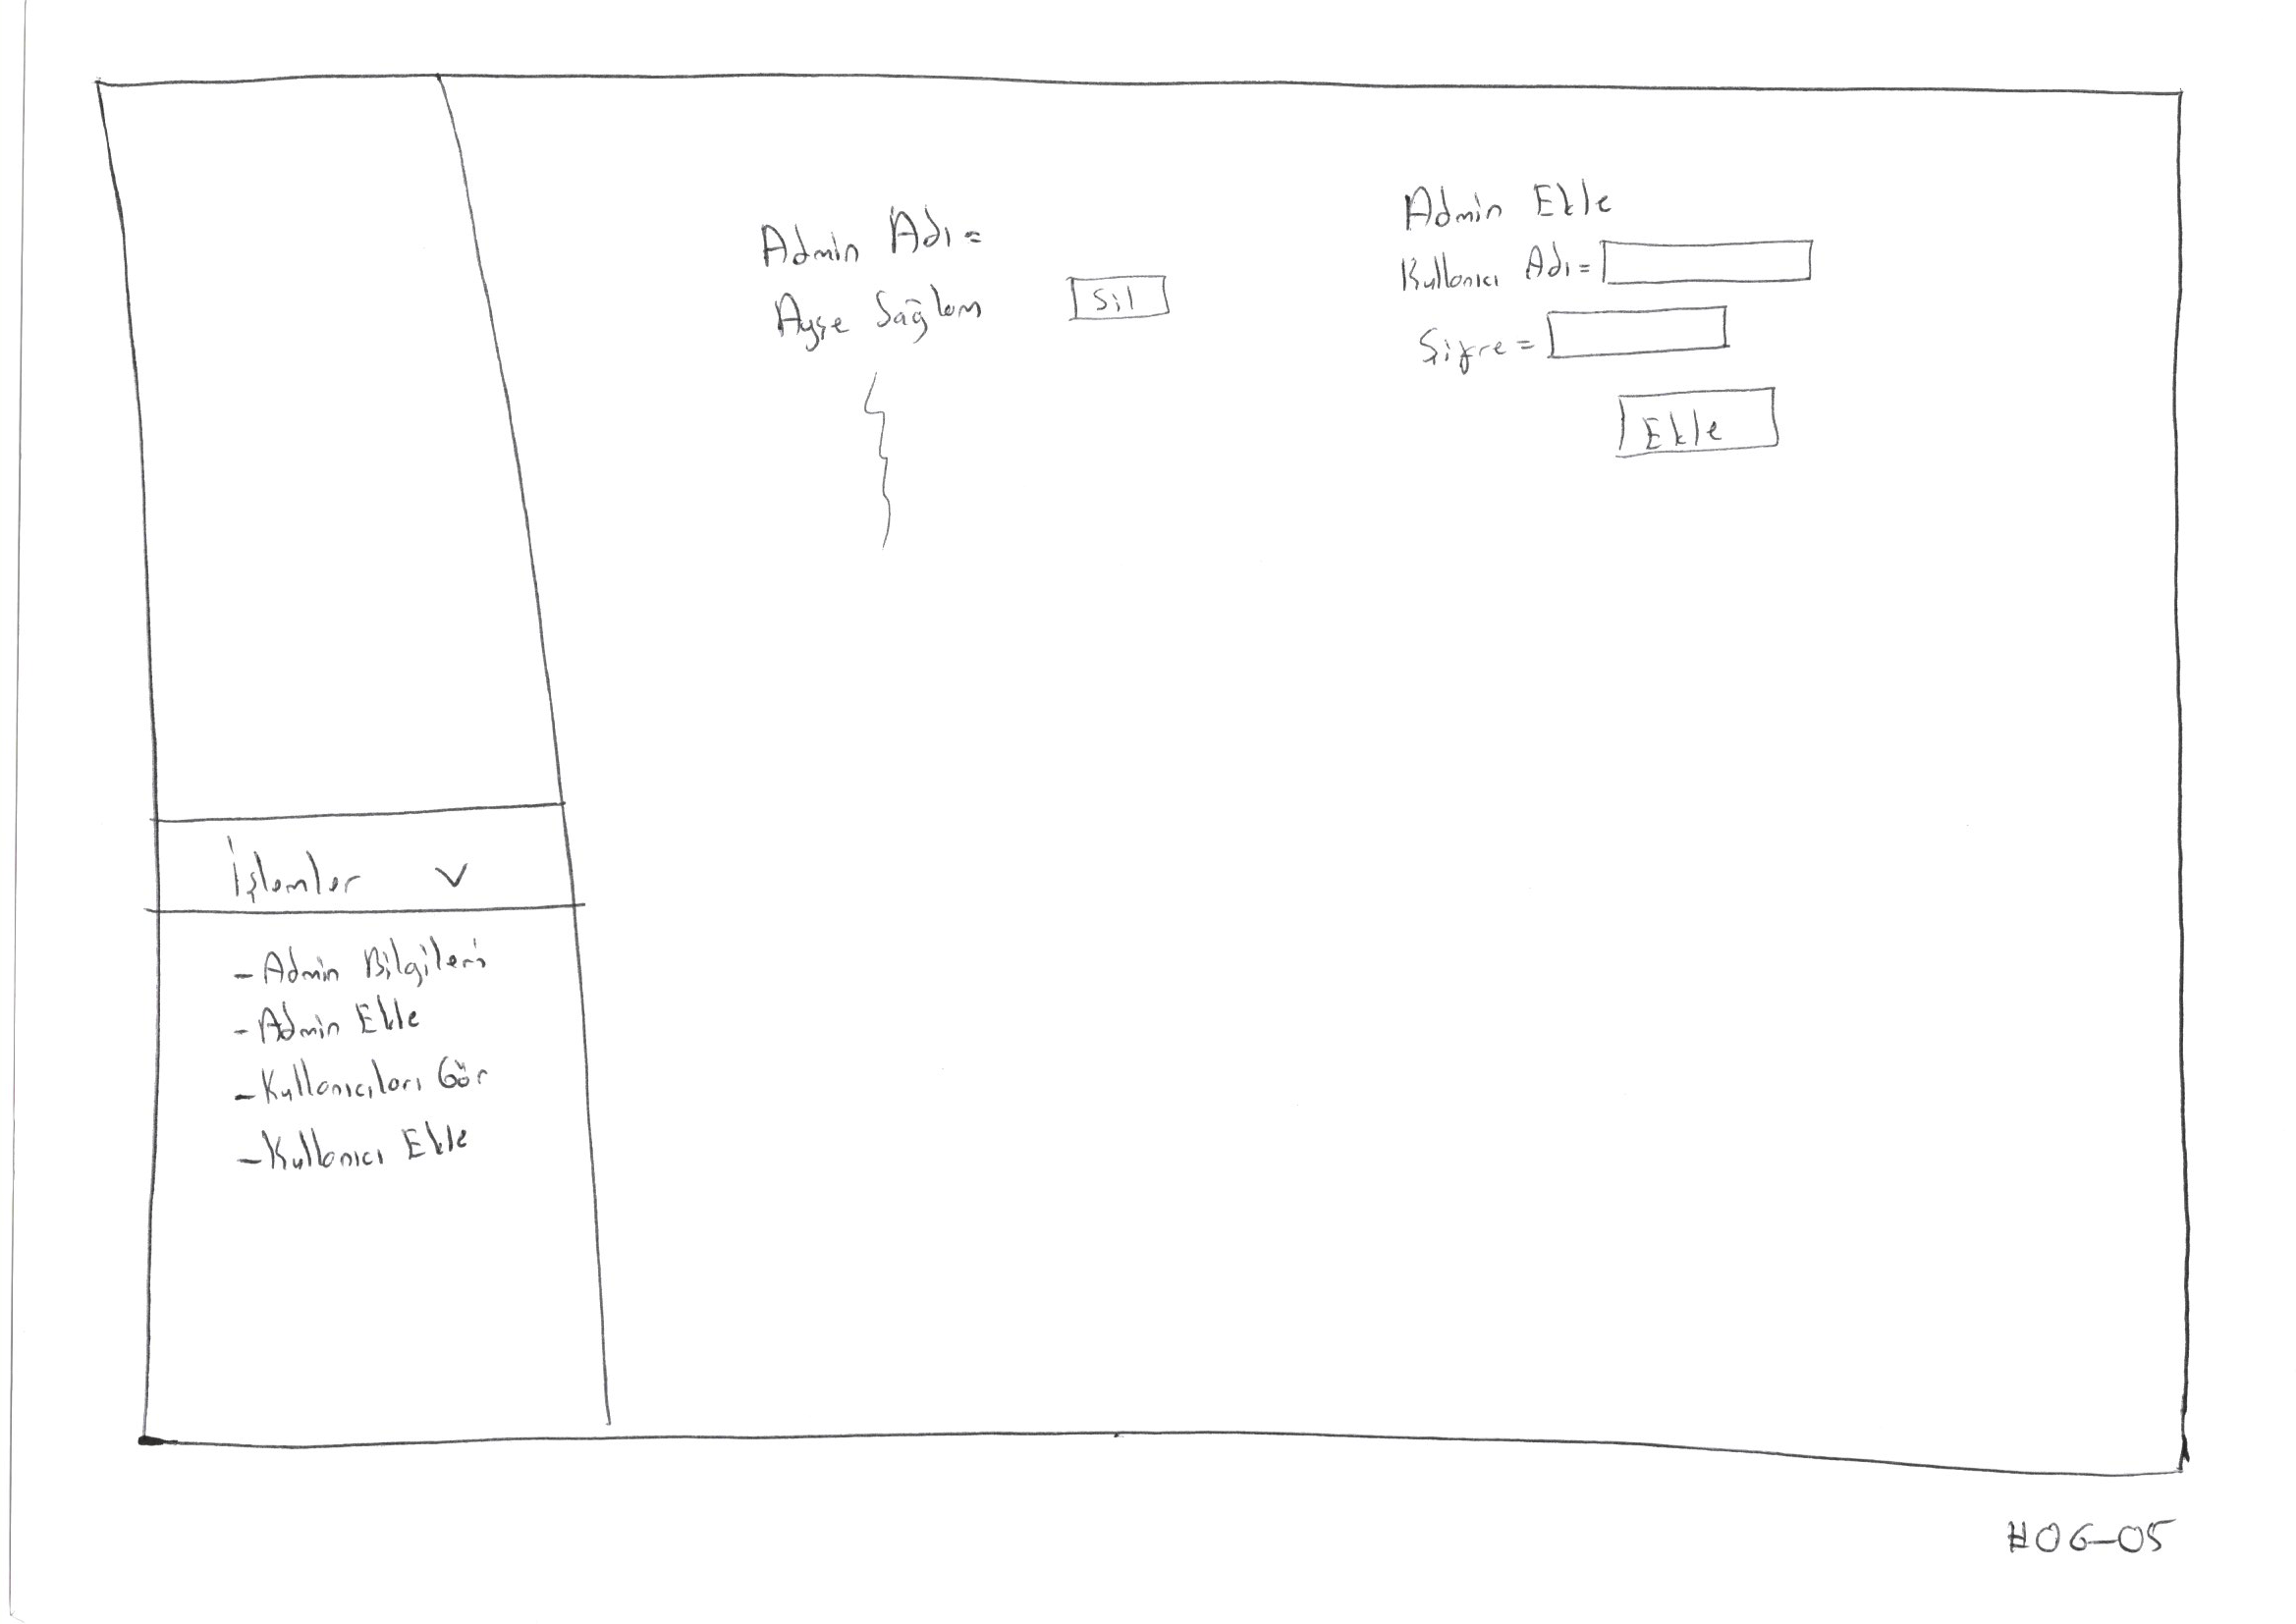 Admin Adı=
Ayşe Sağlam
Sil
Admin Ekle
Kullanıcı Adı=
Şifre=
Ekle
İşlemler v
-Admin Bilgileri
-Admin Ekle
-Kullanıcıları Gör
-Kullanıcı Ekle
#06-05